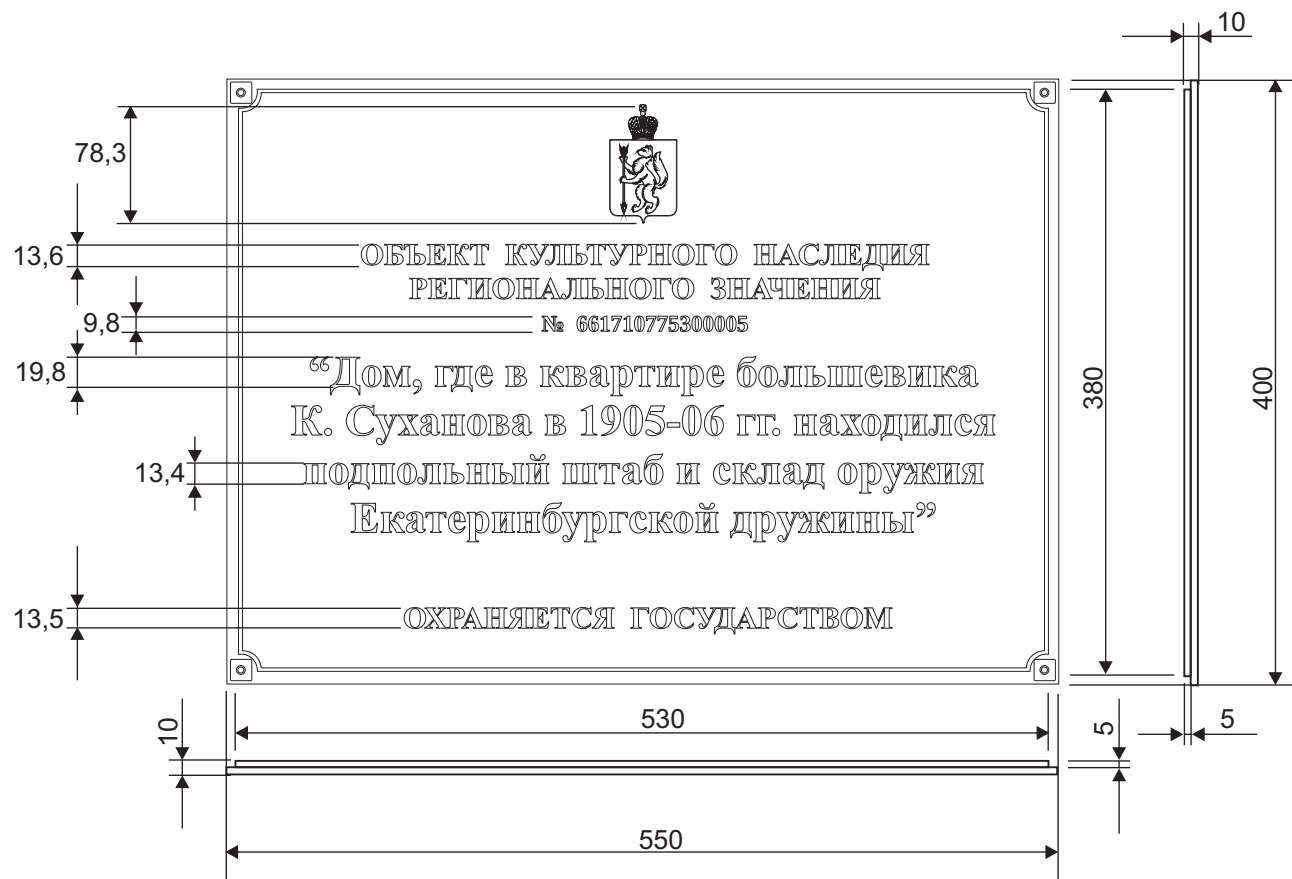 10
78,3
13,6
ОБЪЕКТ КУЛЬТУРНОГО НАСЛЕДИЯ
РЕГИОНАЛЬНОГО ЗНАЧЕНИЯ
9,8
№ 661710775300005
19,8
“Дом, где в квартире большевика
380
400
К. Суханова в 1905-06 гг. находился
13,4
подпольный штаб и склад оружия
Екатеринбургской дружины”
13,5
ОХРАНЯЕТСЯ ГОСУДАРСТВОМ
10
530
5
5
550